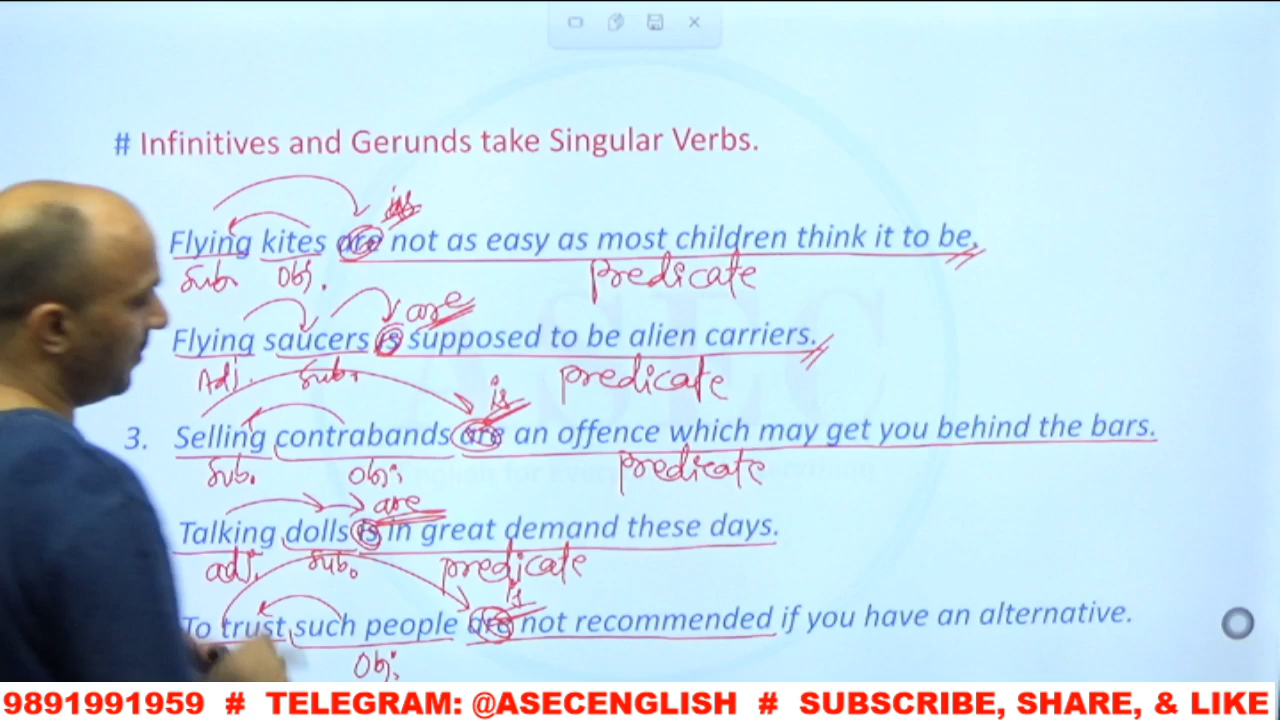 # Infinitives and Gerunds take Singular Verbs.
is
Flying kites are not as easy as most children think it to be.
Sub. Obj. predicate
are
Flying saucers is supposed to be alien carriers.
Adj. Sub. predicate
is
3. Selling contrabands are an offence which may get you behind the bars.
Sub. Obj. predicate
are
Talking dolls is in great demand these days.
adj. Sub. predicate
is
To trust such people are not recommended if you have an alternative.
Obj.
9891991959 # TELEGRAM: @ASECENGLISH # SUBSCRIBE, SHARE, & LIKE